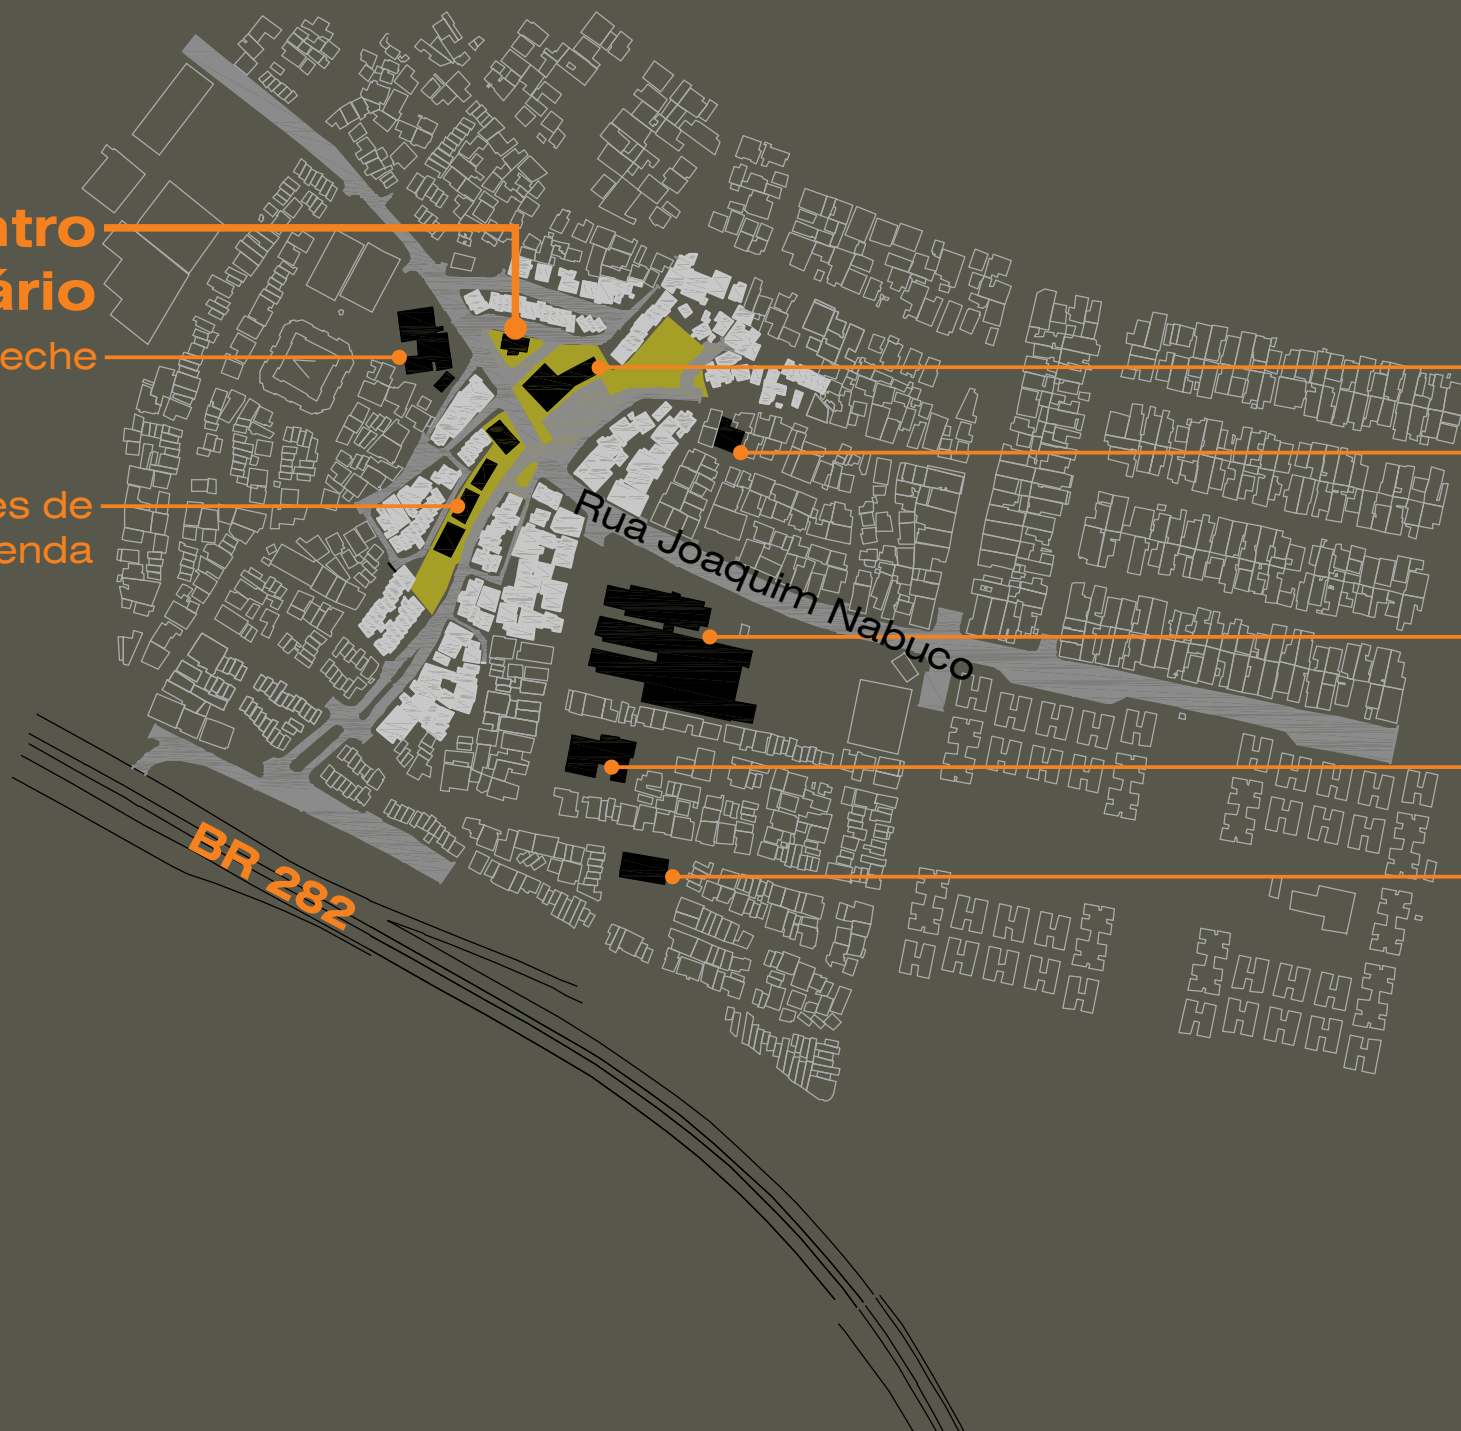 ntro
ário
eche
es de
enda
Rua Joaquim Nabuco
BR 282